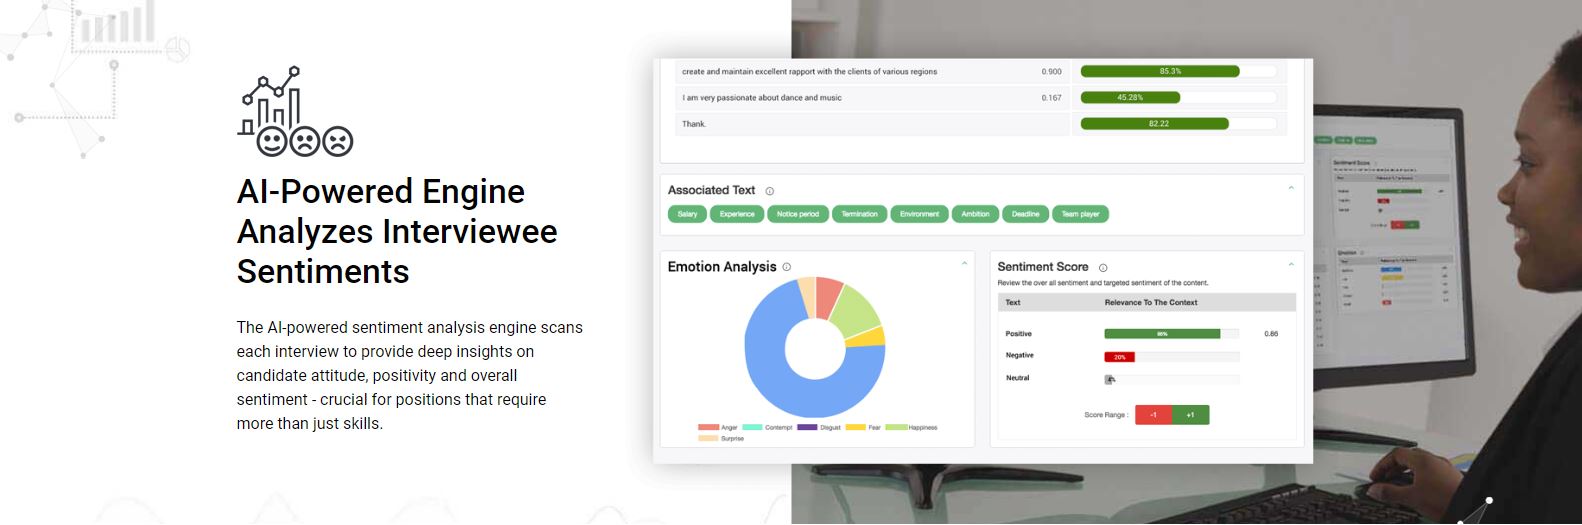 AI-Powered Engine
Analyzes Interviewee
Sentiments
The AI-powered sentiment analysis engine scans
each interview to provide deep insights on
candidate attitude, positivity and overall
sentiment - crucial for positions that require
more than just skills.
create and maintain excellent rapport with the clients of various regions 0.900 85.3%
I am very passionate about dance and music 0.167 45.28%
Thank. 82.22
Associated Text
Salary Experience Notice period Termination Environment Ambition Deadline Team player
Emotion Analysis
Anger Contempt Disgust Fear Happiness
Surprise
Sentiment Score
Review the over all sentiment and targeted sentiment of the content.
Text Relevance To The Context
Positive 86% 0.86
Negative 20%
Neutral 4%
Score Range : -1 +1
Sentiment Score
Emotion